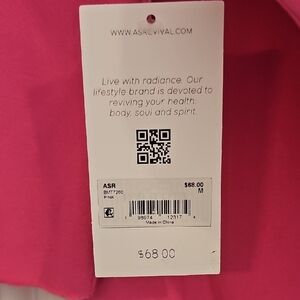 WWW.ASREVIVAL.COM
Live with radiance. Our
lifestyle brand is devoted to
reviving your health,
body, soul and spirit.
ASR $68.00
M
PINK
Made in China
$68.00